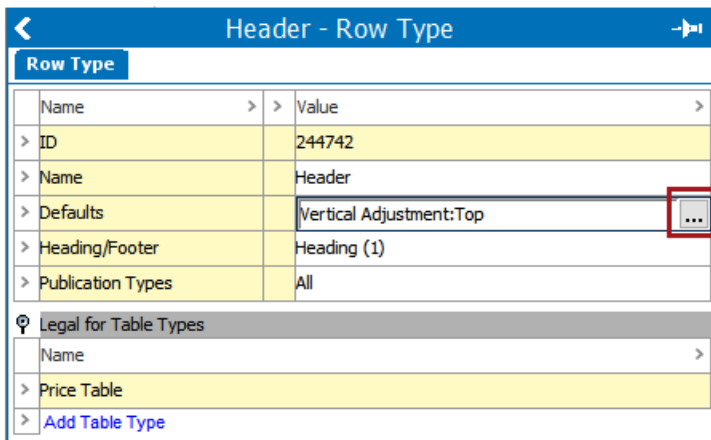 Header - Row Type
Row Type
Name > > Value >
> ID 244742
> Name Header
> Defaults Vertical Adjustment:Top ...
> Heading/Footer Heading (1)
> Publication Types All
Legal for Table Types
Name >
> Price Table
> Add Table Type